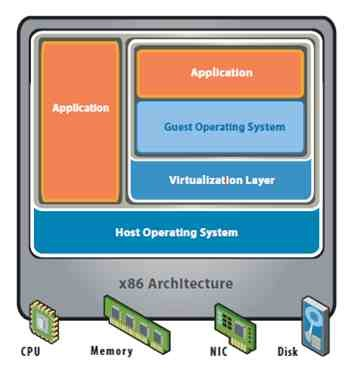 Application
Application
Guest Operating System
Virtualization Layer
Host Operating System
x86 Architecture
CPU
Memory
NIC
Disk